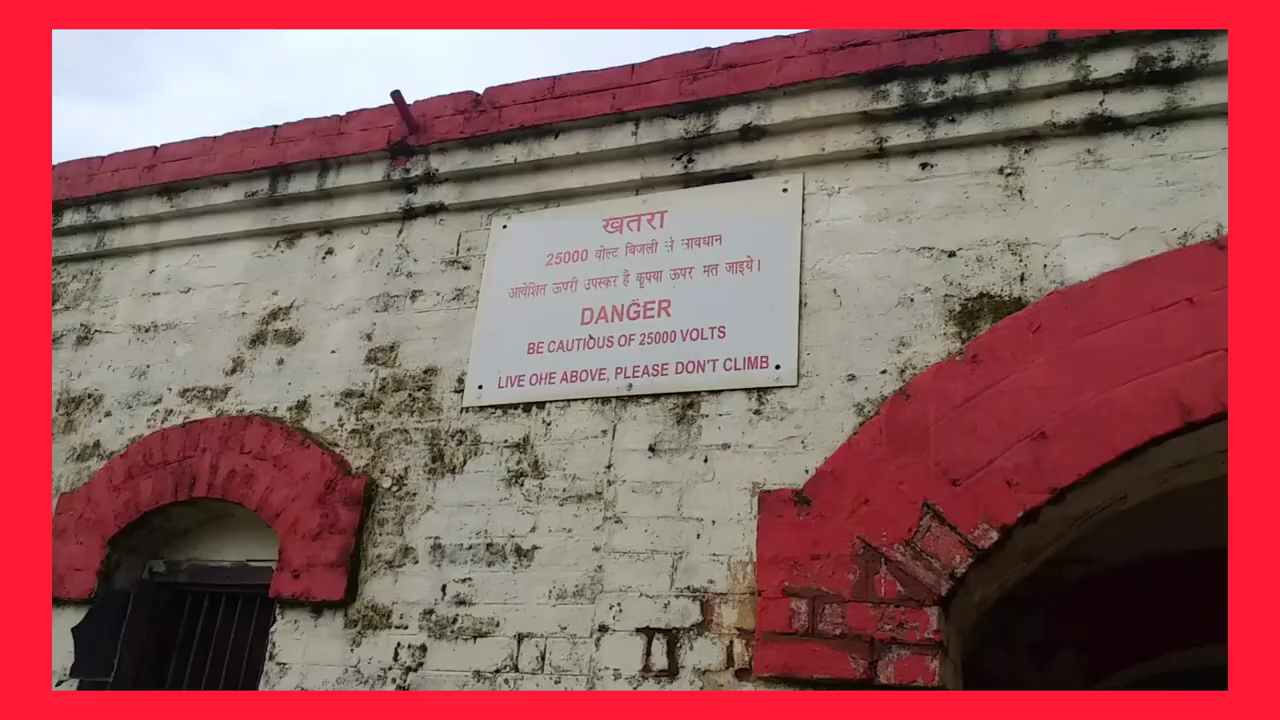 खतरा
25000 वोल्ट बिजली से सावधान
आवेशित ऊपरी उपस्कर है कृपया ऊपर मत जाइये।
DANGER
BE CAUTIOUS OF 25000 VOLTS
LIVE OHE ABOVE, PLEASE DON'T CLIMB